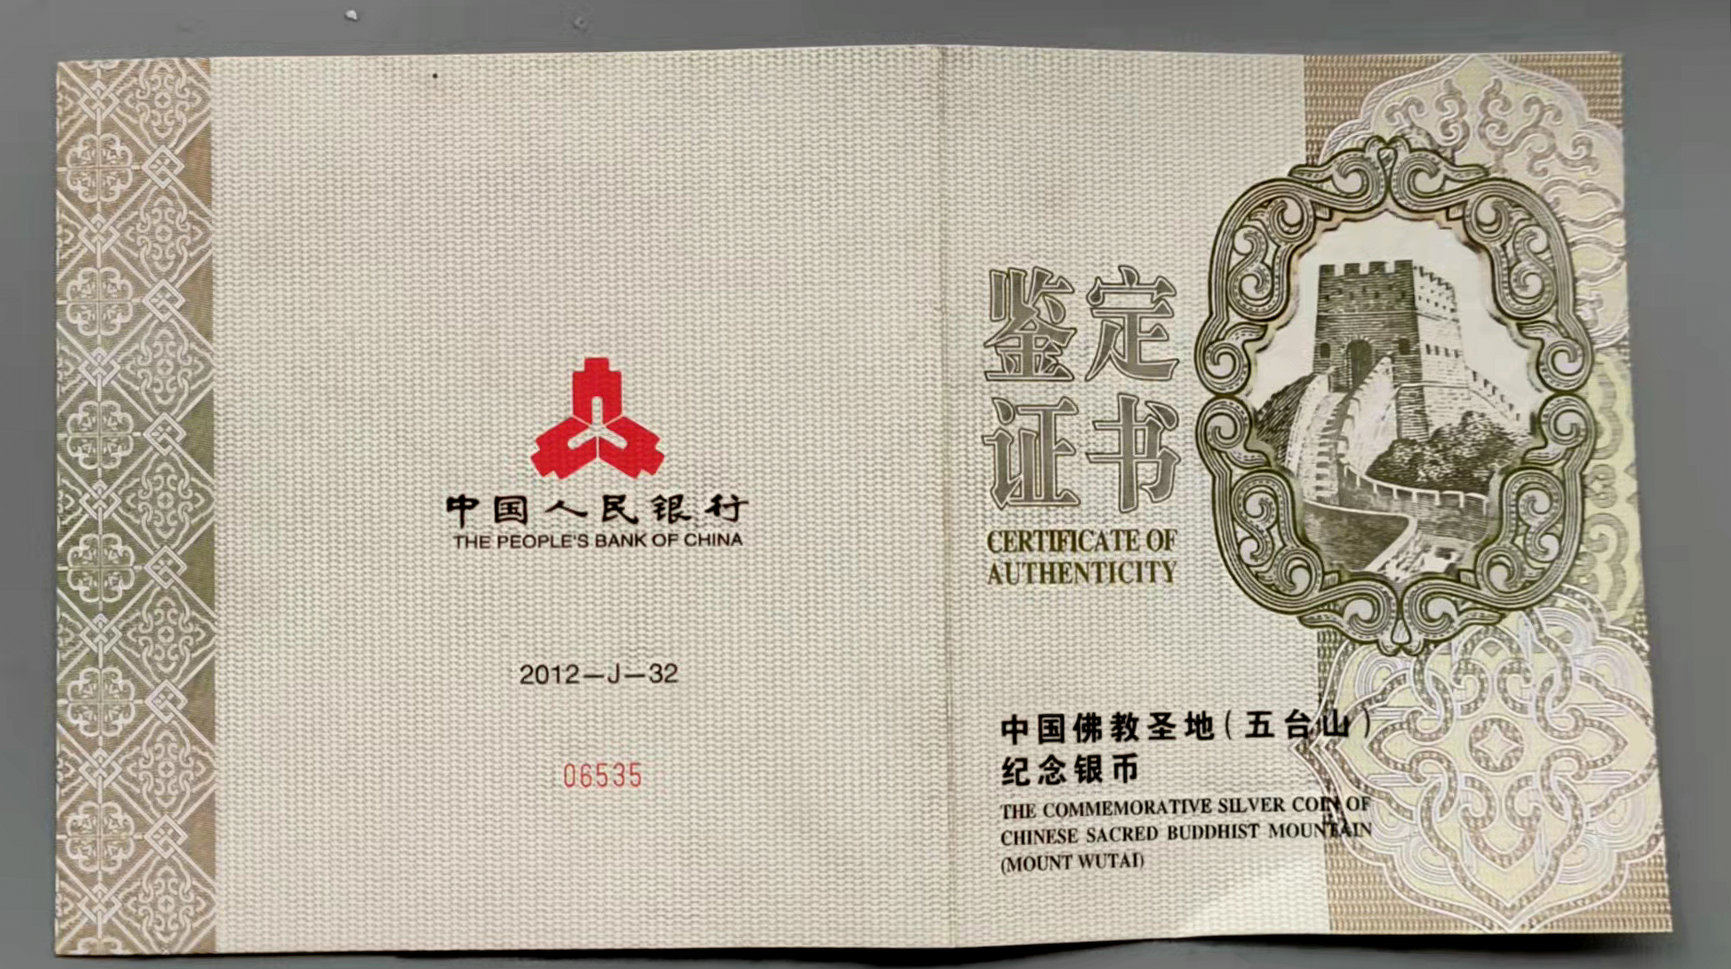 中国人民银行
THE PEOPLE'S BANK OF CHINA
2012－J－32
06535
鉴定
证书
CERTIFICATE OF
AUTHENTICITY
中国佛教圣地（五台山）
纪念银币
THE COMMEMORATIVE SILVER COIN OF
CHINESE SACRED BUDDHIST MOUNTAIN
(MOUNT WUTAI)